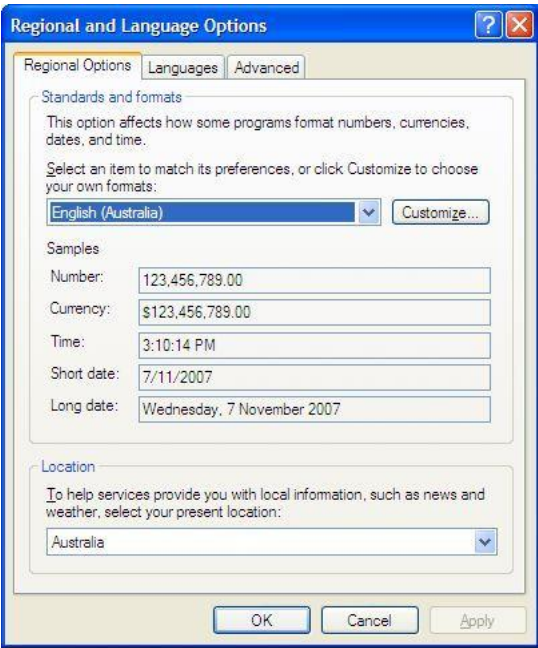 Regional and Language Options
Regional Options Languages Advanced
Standards and formats
This option affects how some programs format numbers, currencies,
dates, and time.
Select an item to match its preferences, or click Customize to choose
your own formats:
English (Australia) Customize...
Samples
Number: 123,456,789.00
Currency: $123,456,789.00
Time: 3:10:14 PM
Short date: 7/11/2007
Long date: Wednesday, 7 November 2007
Location
To help services provide you with local information, such as news and
weather, select your present location:
Australia
OK Cancel Apply